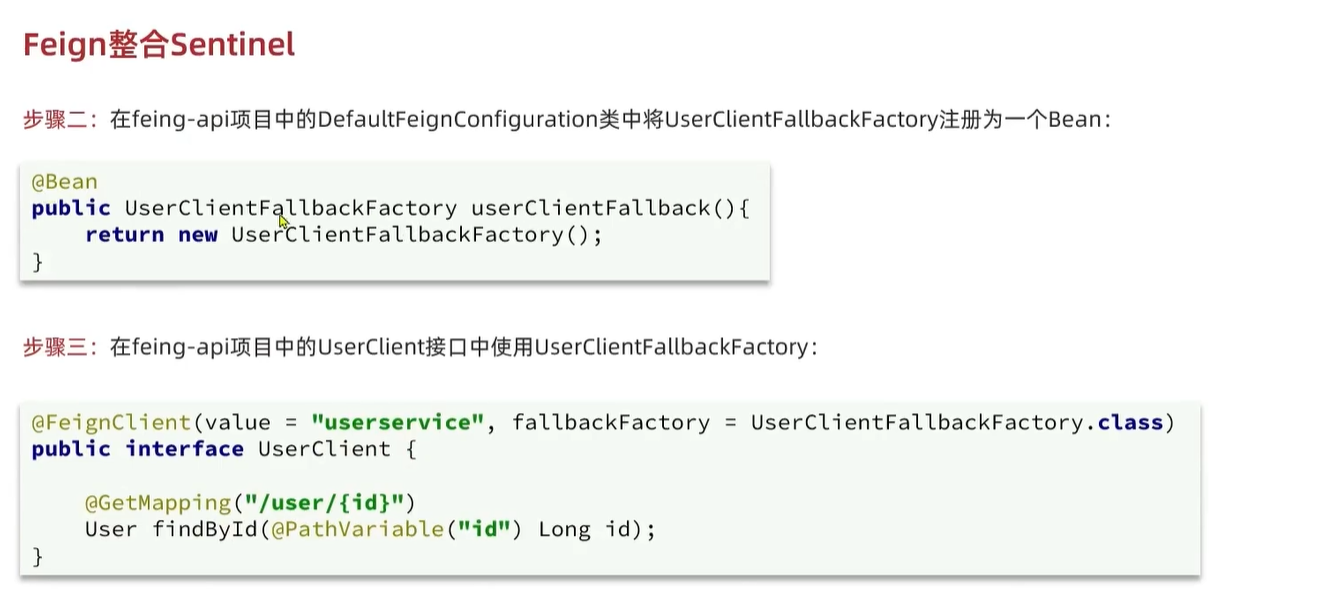 Feign整合Sentinel
步骤二：在feing-api项目中的DefaultFeignConfiguration类中将UserClientFallbackFactory注册为一个Bean：
@Bean
public UserClientFallbackFactory userClientFallback(){
    return new UserClientFallbackFactory();
}
步骤三：在feing-api项目中的UserClient接口中使用UserClientFallbackFactory：
@FeignClient(value = "userservice", fallbackFactory = UserClientFallbackFactory.class)
public interface UserClient {
    @GetMapping("/user/{id}")
    User findById(@PathVariable("id") Long id);
}